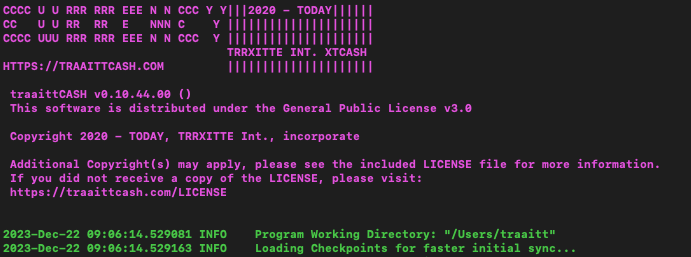 CCCC U U RRR RRR EEE N N CCC Y Y|||2020 - TODAY||||||
CC   U U RR  RR  E   NNN C    Y |||||||||||||||||||||
CCCC UUU RRR RRR EEE N N CCC  Y |||||||||||||||||||||
TRRXITTE INT. XTCASH
HTTPS://TRAAITTCASH.COM         |||||||||||||||||||||
traaittCASH v0.10.44.00 ()
This software is distributed under the General Public License v3.0
Copyright 2020 - TODAY, TRRXITTE Int., incorporate
Additional Copyright(s) may apply, please see the included LICENSE file for more information.
If you did not receive a copy of the LICENSE, please visit:
https://traaittcash.com/LICENSE
2023-Dec-22 09:06:14.529081 INFO    Program Working Directory: "/Users/traaitt"
2023-Dec-22 09:06:14.529163 INFO    Loading Checkpoints for faster initial sync...